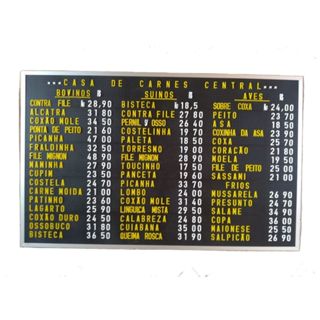 ...CASA DE CARNES CENTRAL...
BOVINOS
CONTRA FILE 28,90
ALCATRA 31 80
COXÃO MOLE 34 50
PONTA DE PEITO 21 60
PICANHA 47 00
FRALDINHA 32 50
FILE MIGNON 48 90
MAMINHA 27 70
CUPIM 23 50
COSTELA 24 70
CARNE MOIDA 21 00
PATINHO 23 60
LAGARTO 25 90
COXÃO DURO 24 50
OSSOBUCO 31 80
BISTECA 36 50
SUINOS
BISTECA 18,5
CONTRA FILE 27 80
PERNIL 9 OSSO 26 40
COSTELINHA 19 70
PALETA 18 50
TORRESMO 19 00
FILE MIGNON 28 90
TOUCINHO 23 50
PANCETA 19 60
PICANHA 33 70
LOMBO 24 00
COXÃO MOLE 31 40
LINGUIÇA MISTA 29 50
CALABREZA 24 80
CUIABANA 35 00
QUEIMA ROSCA 31 90
AVES
SOBRE COXA 24,00
PEITO 23 70
ASA 18 50
COXINHA DA ASA 23 90
COXA 25 00
CORAÇÃO 21 80
MOELA 19 50
FILE DE PEITO 25 00
SASSAMI 21 00
FRIOS
MUSSARELA 26 90
PRESUNTO 24 70
SALAME 34 90
COPA 36 00
MAIONESE 25 50
SALPICÃO 26 90